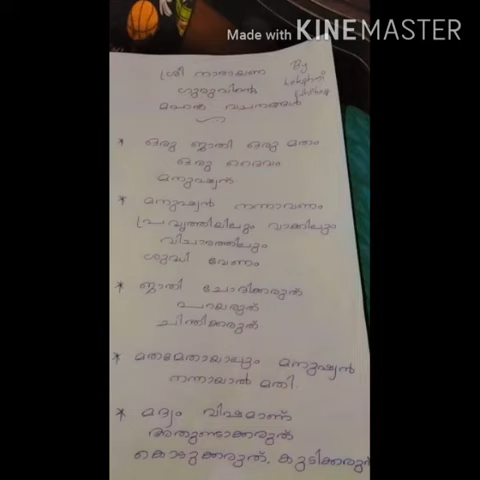 Made with KINEMASTER
ശ്രീ നാരായണ
ഗുരുവിന്റെ
മഹത് വചനങ്ങൾ
By
* ഒരു ജാതി ഒരു മതം
ഒരു ദൈവം
മനുഷ്യന്
* മനുഷ്യൻ നന്നാവണം
പ്രവൃത്തിയിലും വാക്കിലും
വിചാരത്തിലും
ശുദ്ധി വേണം
* ജാതി ചോദിക്കരുത്
പറയരുത്
ചിന്തിക്കരുത്
* മതമേതായാലും മനുഷ്യൻ
നന്നായാൽ മതി.
* മദ്യം വിഷമാണ്
അതുണ്ടാക്കരുത്
കൊടുക്കരുത്, കുടിക്കരുത്